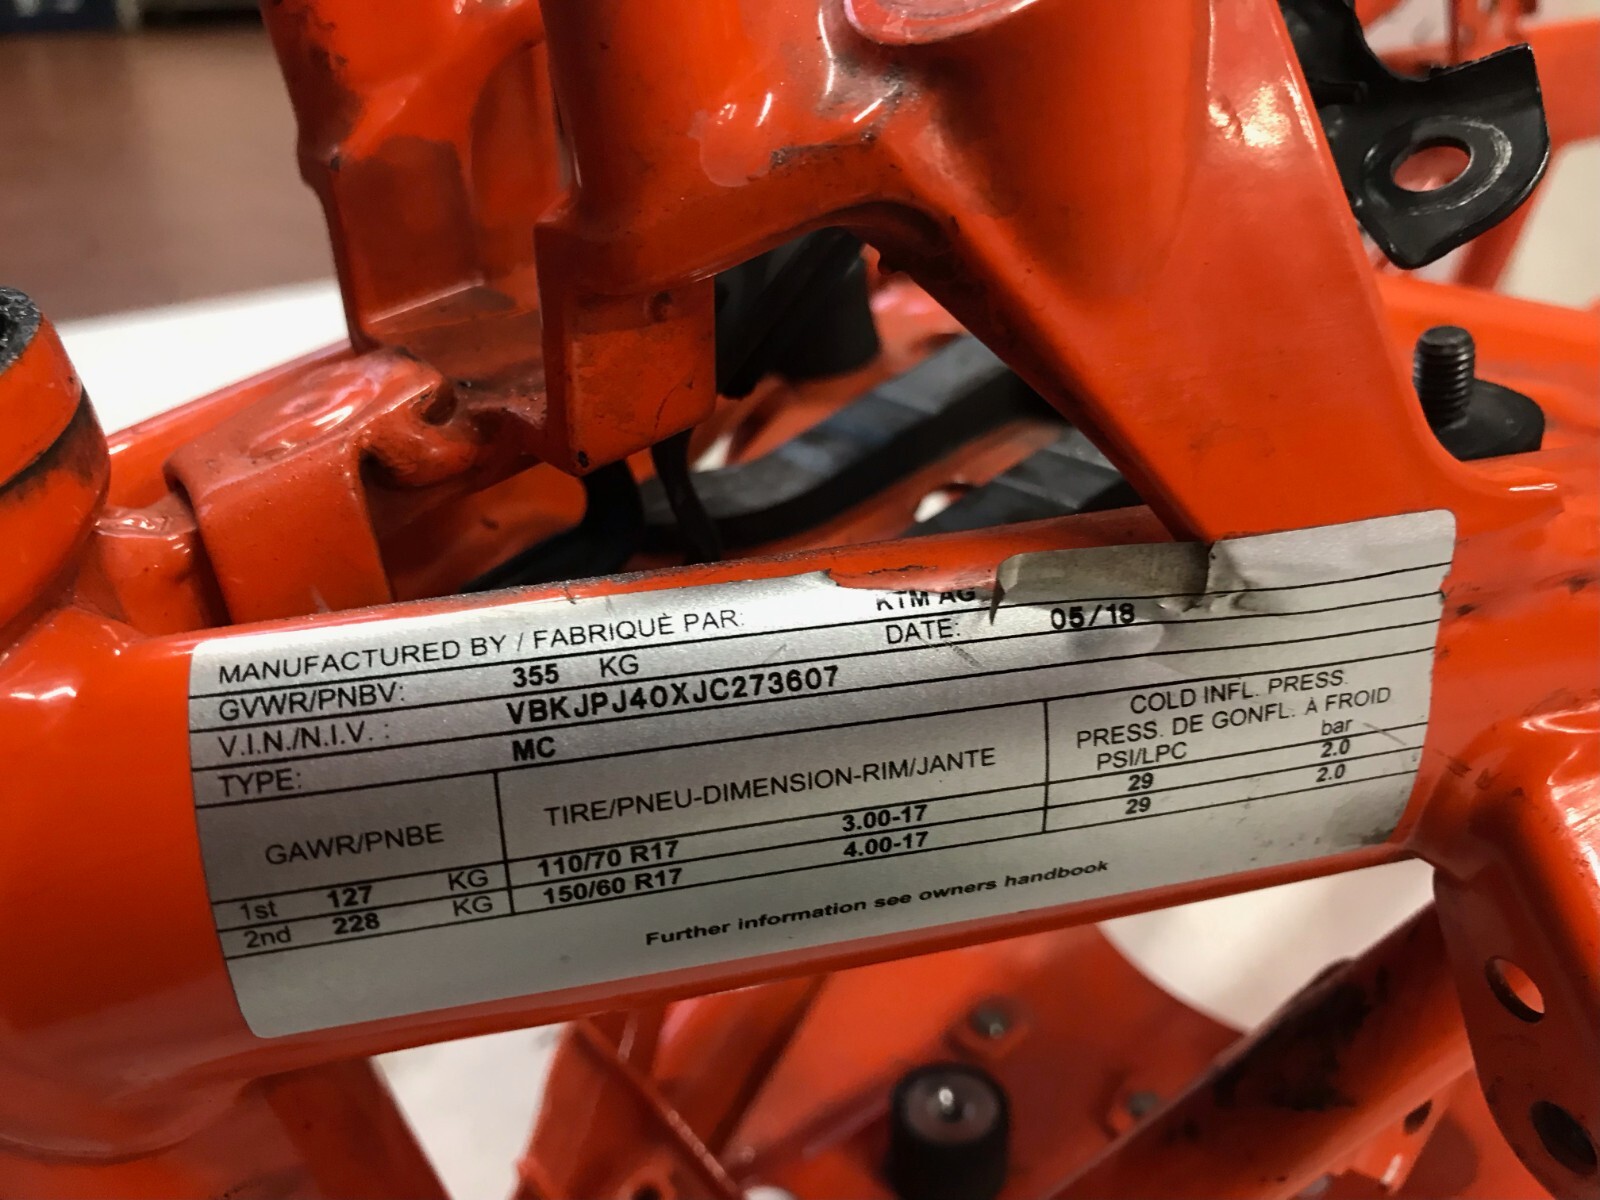 MANUFACTURED BY / FABRIQUÈ PAR: KTM AG
GVWR/PNBV: 355 KG DATE: 05/18
V.I.N./N.I.V. : VBKJPJ40XJC273607
TYPE: MC
GAWR/PNBE TIRE/PNEU-DIMENSION-RIM/JANTE COLD INFL. PRESS.
PRESS. DE GONFL. À FROID
PSI/LPC bar
1st 127 KG 110/70 R17 3.00-17 29 2.0
2nd 228 KG 150/60 R17 4.00-17 29 2.0
Further information see owners handbook